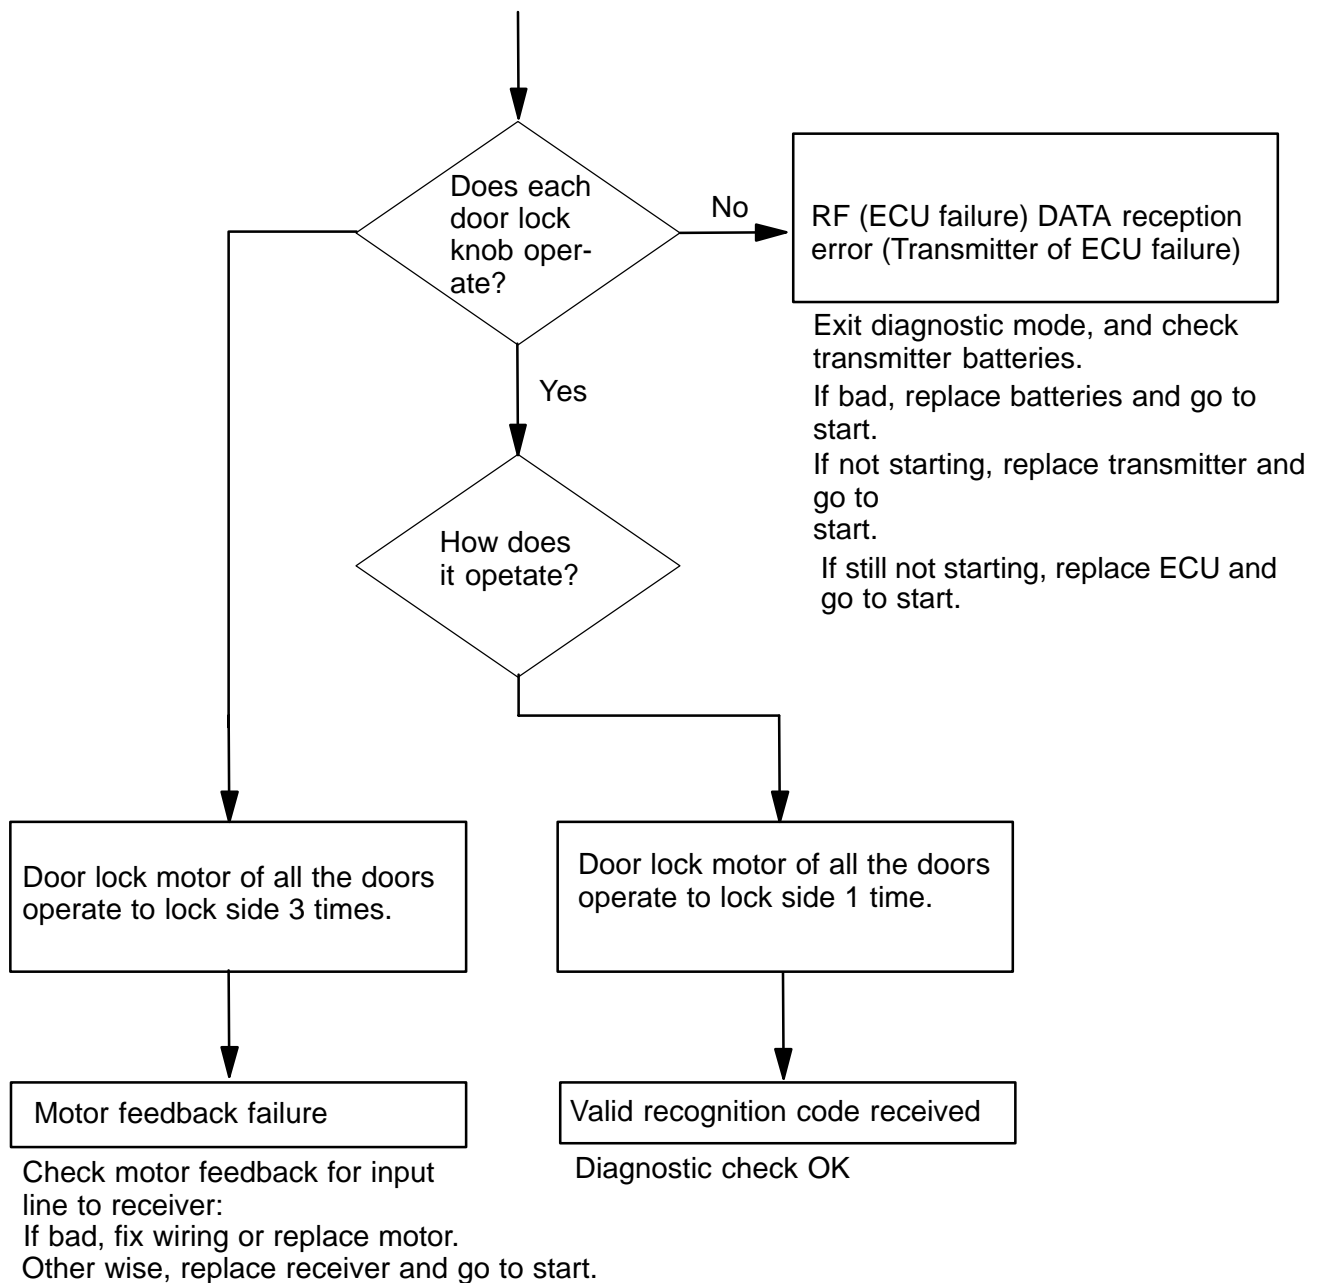 Does each
door lock
knob oper-
ate?
No
RF (ECU failure) DATA reception
error (Transmitter of ECU failure)
Exit diagnostic mode, and check
transmitter batteries.
If bad, replace batteries and go to
start.
If not starting, replace transmitter and
go to
start.
If still not starting, replace ECU and
go to start.
Yes
How does
it opetate?
Door lock motor of all the doors
operate to lock side 3 times.
Door lock motor of all the doors
operate to lock side 1 time.
Motor feedback failure
Check motor feedback for input
line to receiver:
If bad, fix wiring or replace motor.
Other wise, replace receiver and go to start.
Valid recognition code received
Diagnostic check OK